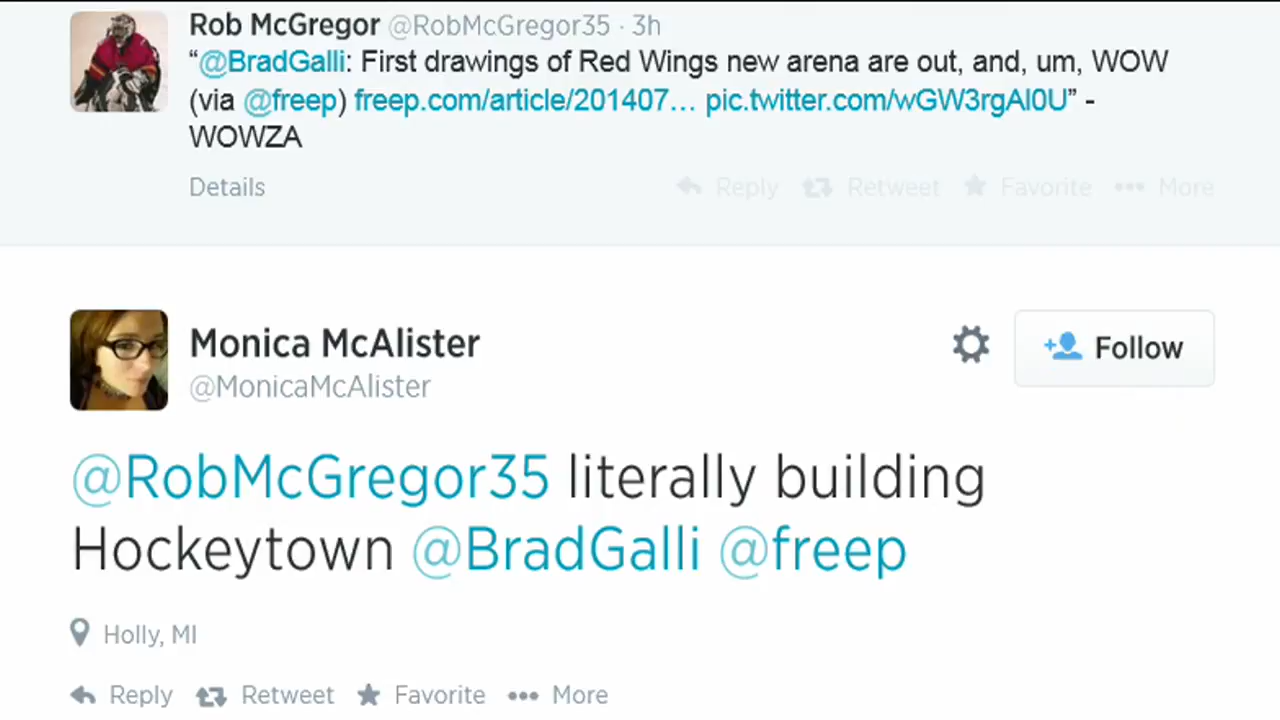 Rob McGregor @RobMcGregor35 · 3h
“@BradGalli: First drawings of Red Wings new arena are out, and, um, WOW
(via @freep) freep.com/article/201407... pic.twitter.com/wGW3rgAl0U” -
WOWZA
Details Reply Retweet Favorite More
Monica McAlister
Follow
@MonicaMcAlister
@RobMcGregor35 literally building
Hockeytown @BradGalli @freep
Holly, MI
Reply Retweet Favorite More